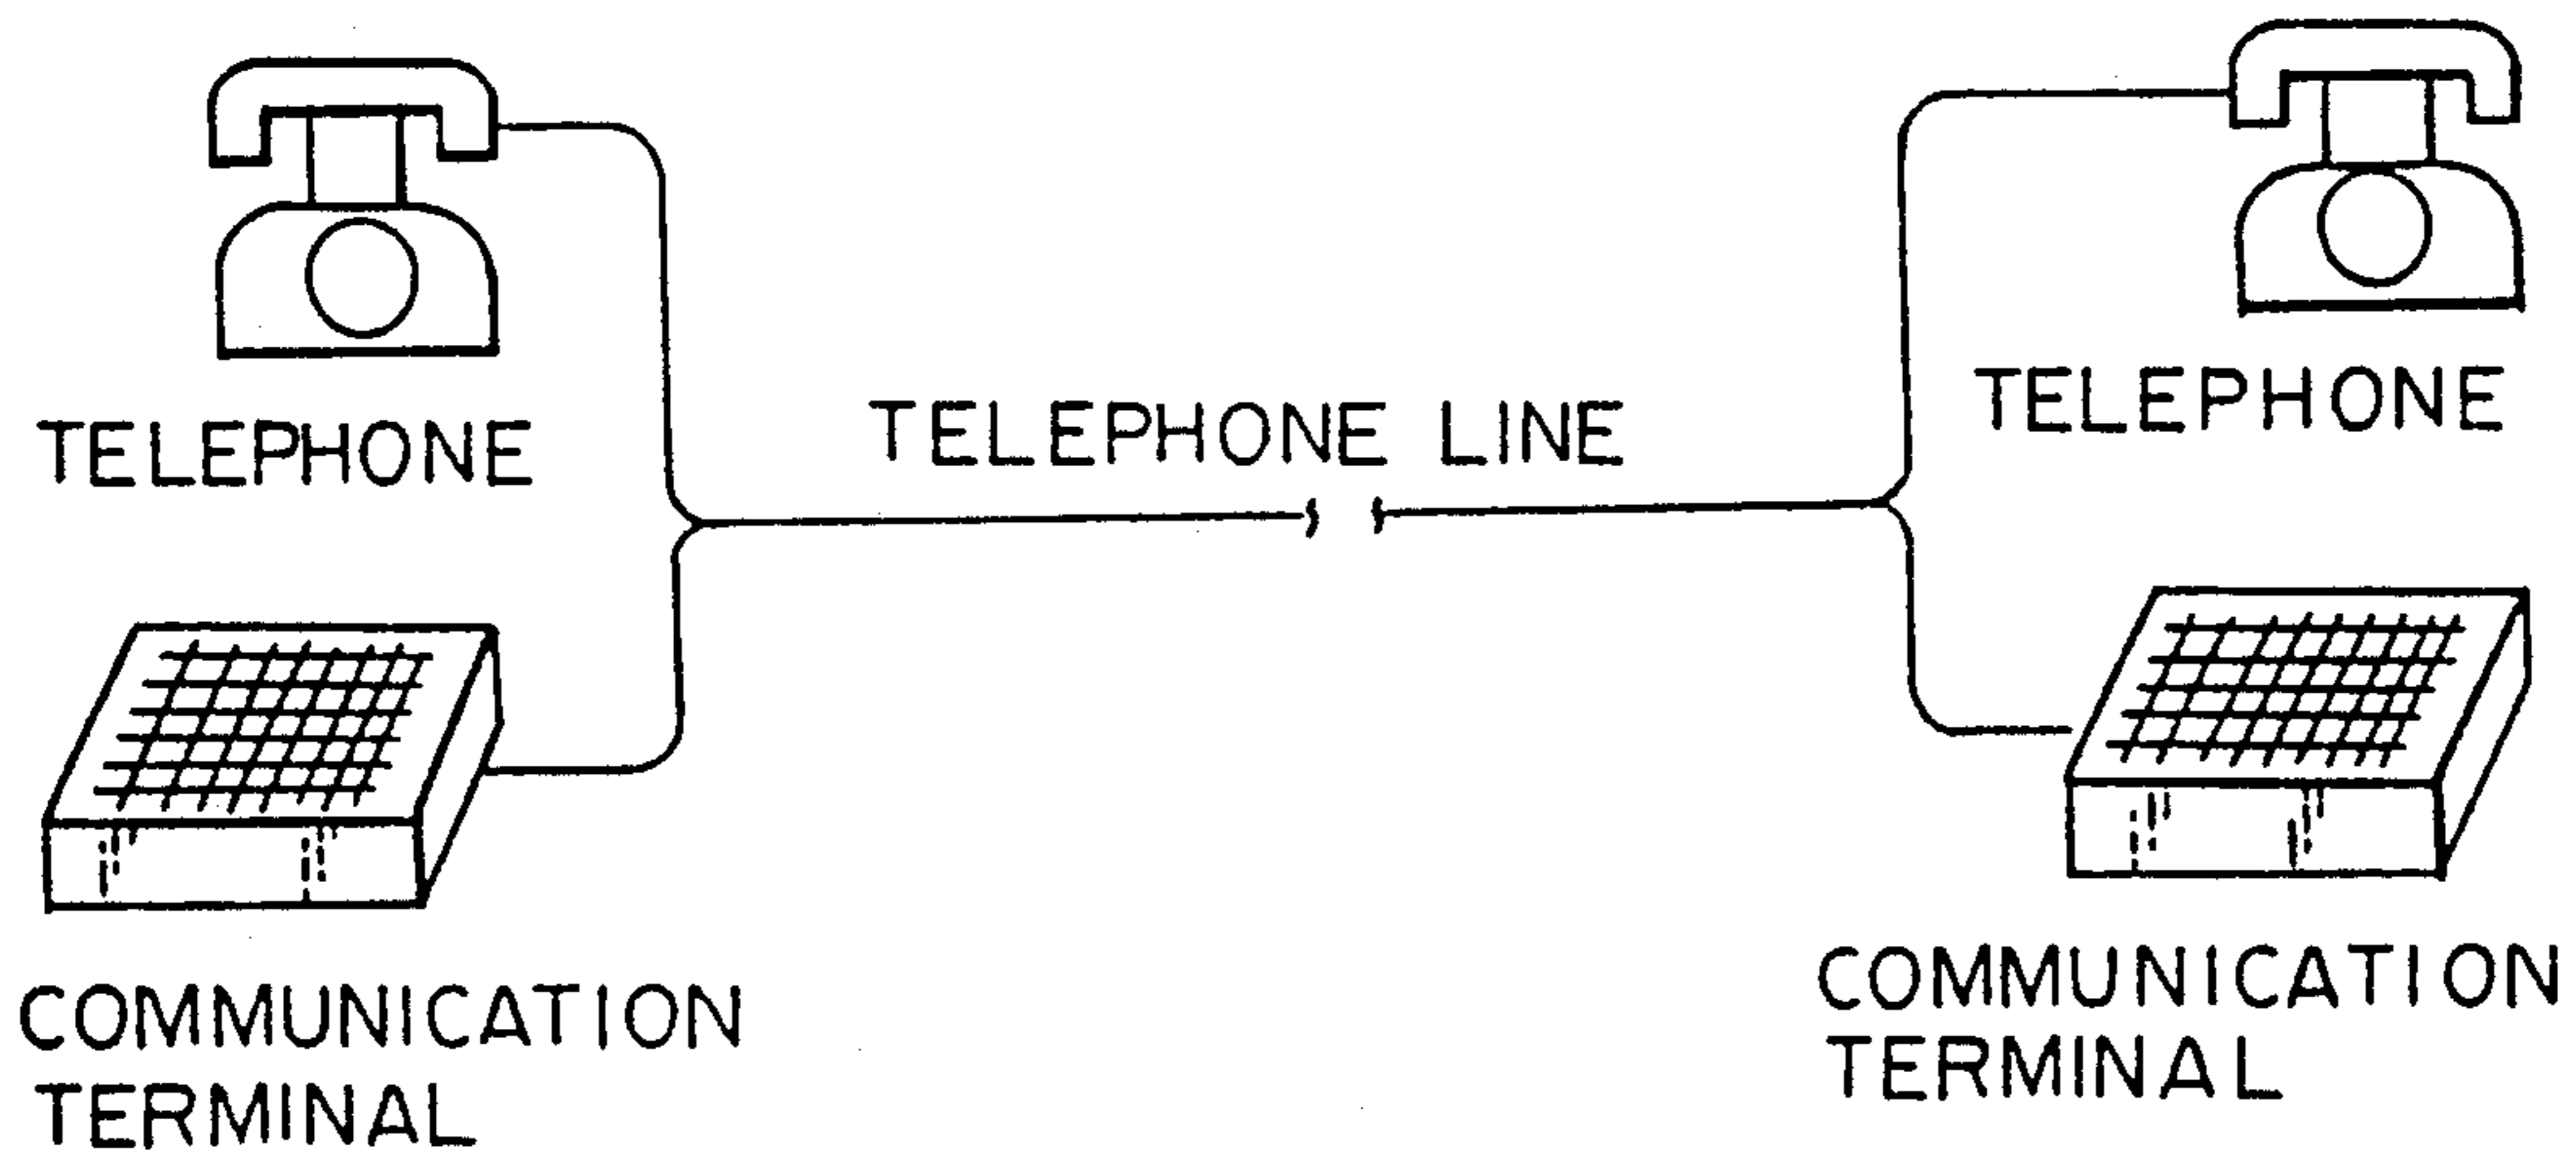 TELEPHONE
TELEPHONE LINE
TELEPHONE
COMMUNICATION
TERMINAL
COMMUNICATION
TERMINAL